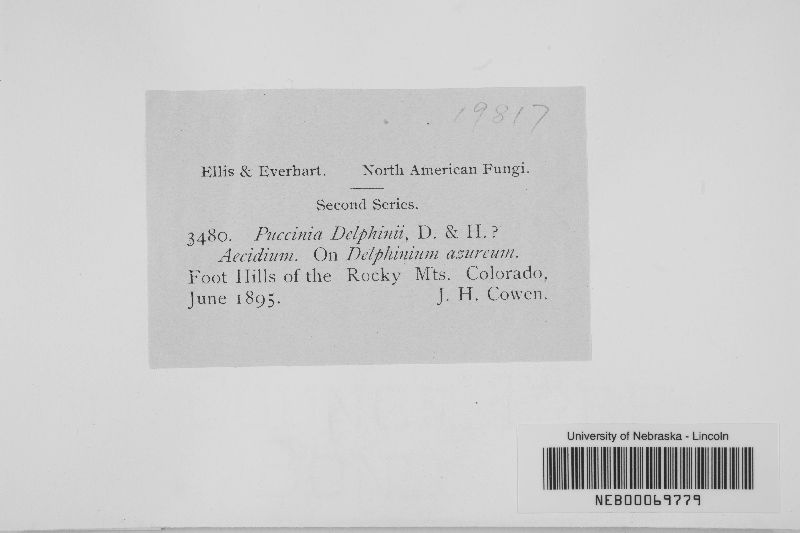 19817
Ellis & Everhart. North American Fungi.
Second Series.
3480. Puccinia Delphinii, D. & H.?
Aecidium. On Delphinium azureum.
Foot Hills of the Rocky Mts. Colorado,
June 1895. J. H. Cowen.
University of Nebraska - Lincoln
NEB00069779